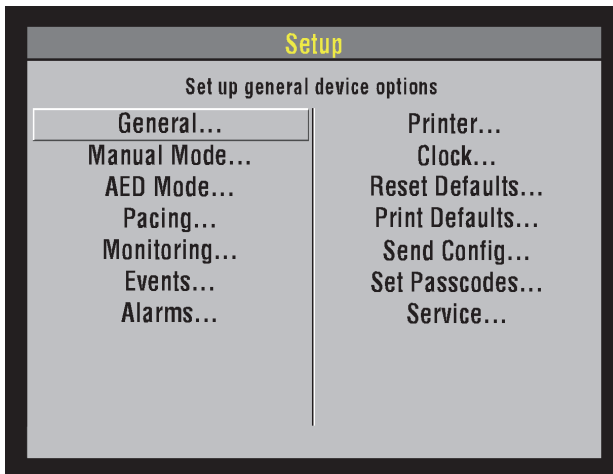 Setup
Set up general device options
General...
Manual Mode...
AED Mode...
Pacing...
Monitoring...
Events...
Alarms...
Printer...
Clock...
Reset Defaults...
Print Defaults...
Send Config...
Set Passcodes...
Service...